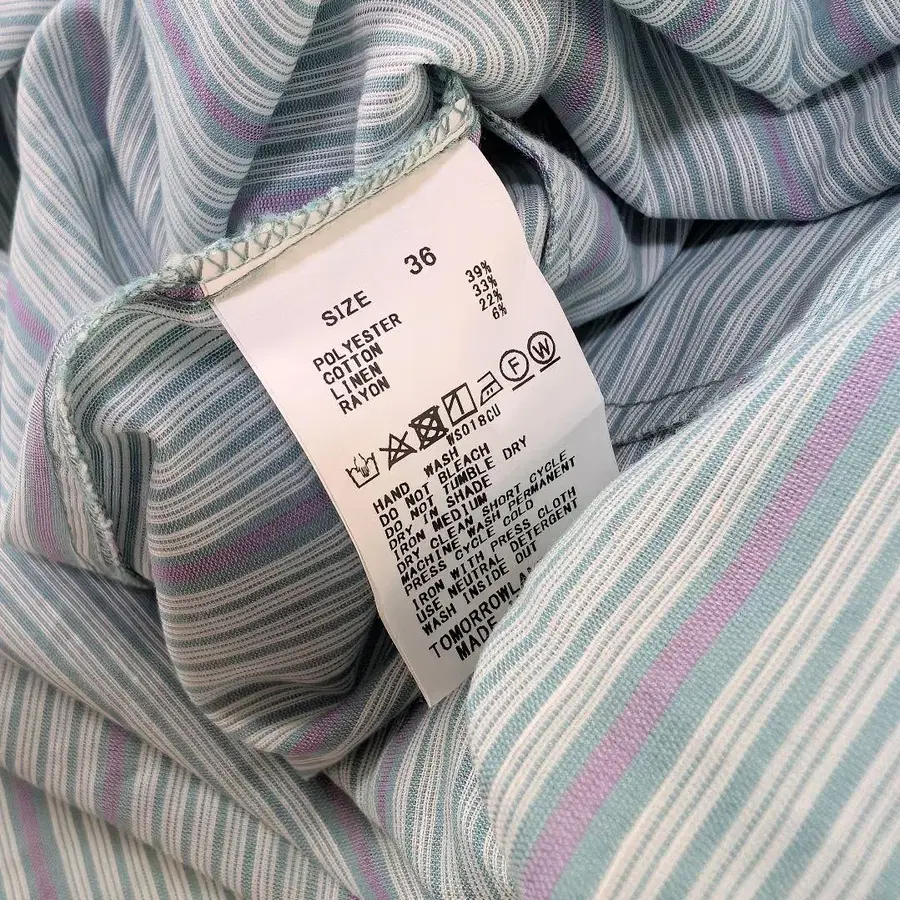 SIZE 36
POLYESTER 39%
COTTON 33%
LINEN 22%
RAYON 6%
F W
WS018CU
HAND WASH
DO NOT BLEACH
DO NOT TUMBLE DRY
DRY IN SHADE
IRON MEDIUM
DRY CLEAN SHORT CYCLE
MACHINE WASH PERMANENT
PRESS CYCLE COLD
IRON WITH PRESS CLOTH
USE NEUTRAL DETERGENT
WASH INSIDE OUT
TOMORROWLA
MADE